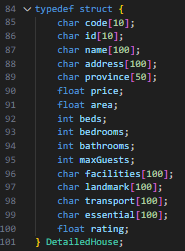 84 typedef struct {
85 char code[10];
86 char id[10];
87 char name[100];
88 char address[100];
89 char province[50];
90 float price;
91 float area;
92 int beds;
93 int bedrooms;
94 int bathrooms;
95 int maxGuests;
96 char facilities[100];
97 char landmark[100];
98 char transport[100];
99 char essential[100];
100 float rating;
101 } DetailedHouse;